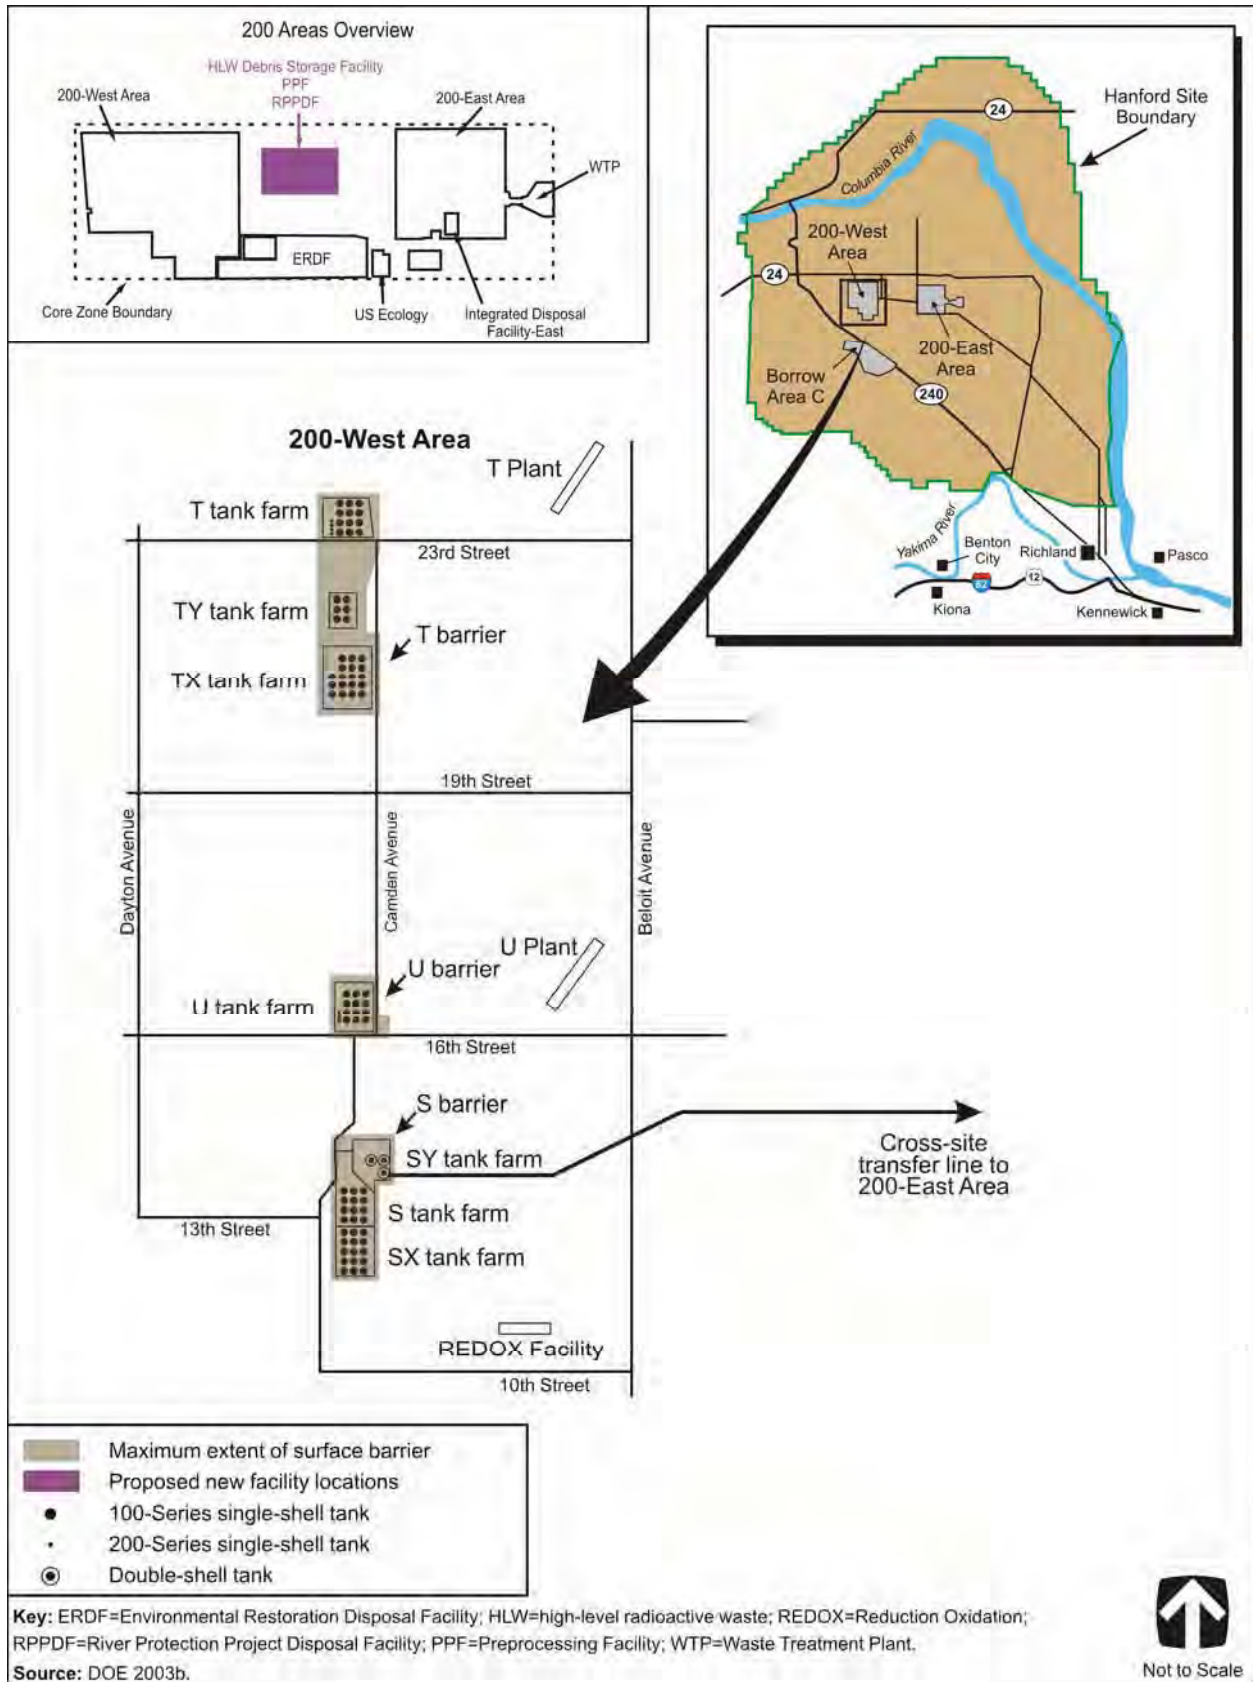 200 Areas Overview
HLW Debris Storage Facility
PPF
RPPDF
200-West Area
200-East Area
WTP
ERDF
Core Zone Boundary
US Ecology
Integrated Disposal
Facility-East
24
Hanford Site
Boundary
Columbia River
200-West
Area
24
200-East
Area
Borrow
Area C
240
Yakima River
Benton
City
Richland
Pasco
82
12
Kiona
Kennewick
200-West Area
T Plant
T tank farm
23rd Street
TY tank farm
T barrier
TX tank farm
19th Street
Dayton Avenue
Camden Avenue
Beloit Avenue
U Plant
U barrier
U tank farm
16th Street
S barrier
SY tank farm
Cross-site
transfer line to
200-East Area
S tank farm
13th Street
SX tank farm
REDOX Facility
10th Street
Maximum extent of surface barrier
Proposed new facility locations
100-Series single-shell tank
200-Series single-shell tank
Double-shell tank
Key: ERDF=Environmental Restoration Disposal Facility; HLW=high-level radioactive waste; REDOX=Reduction Oxidation;
RPPDF=River Protection Project Disposal Facility; PPF=Preprocessing Facility; WTP=Waste Treatment Plant.
Source: DOE 2003b.
Not to Scale